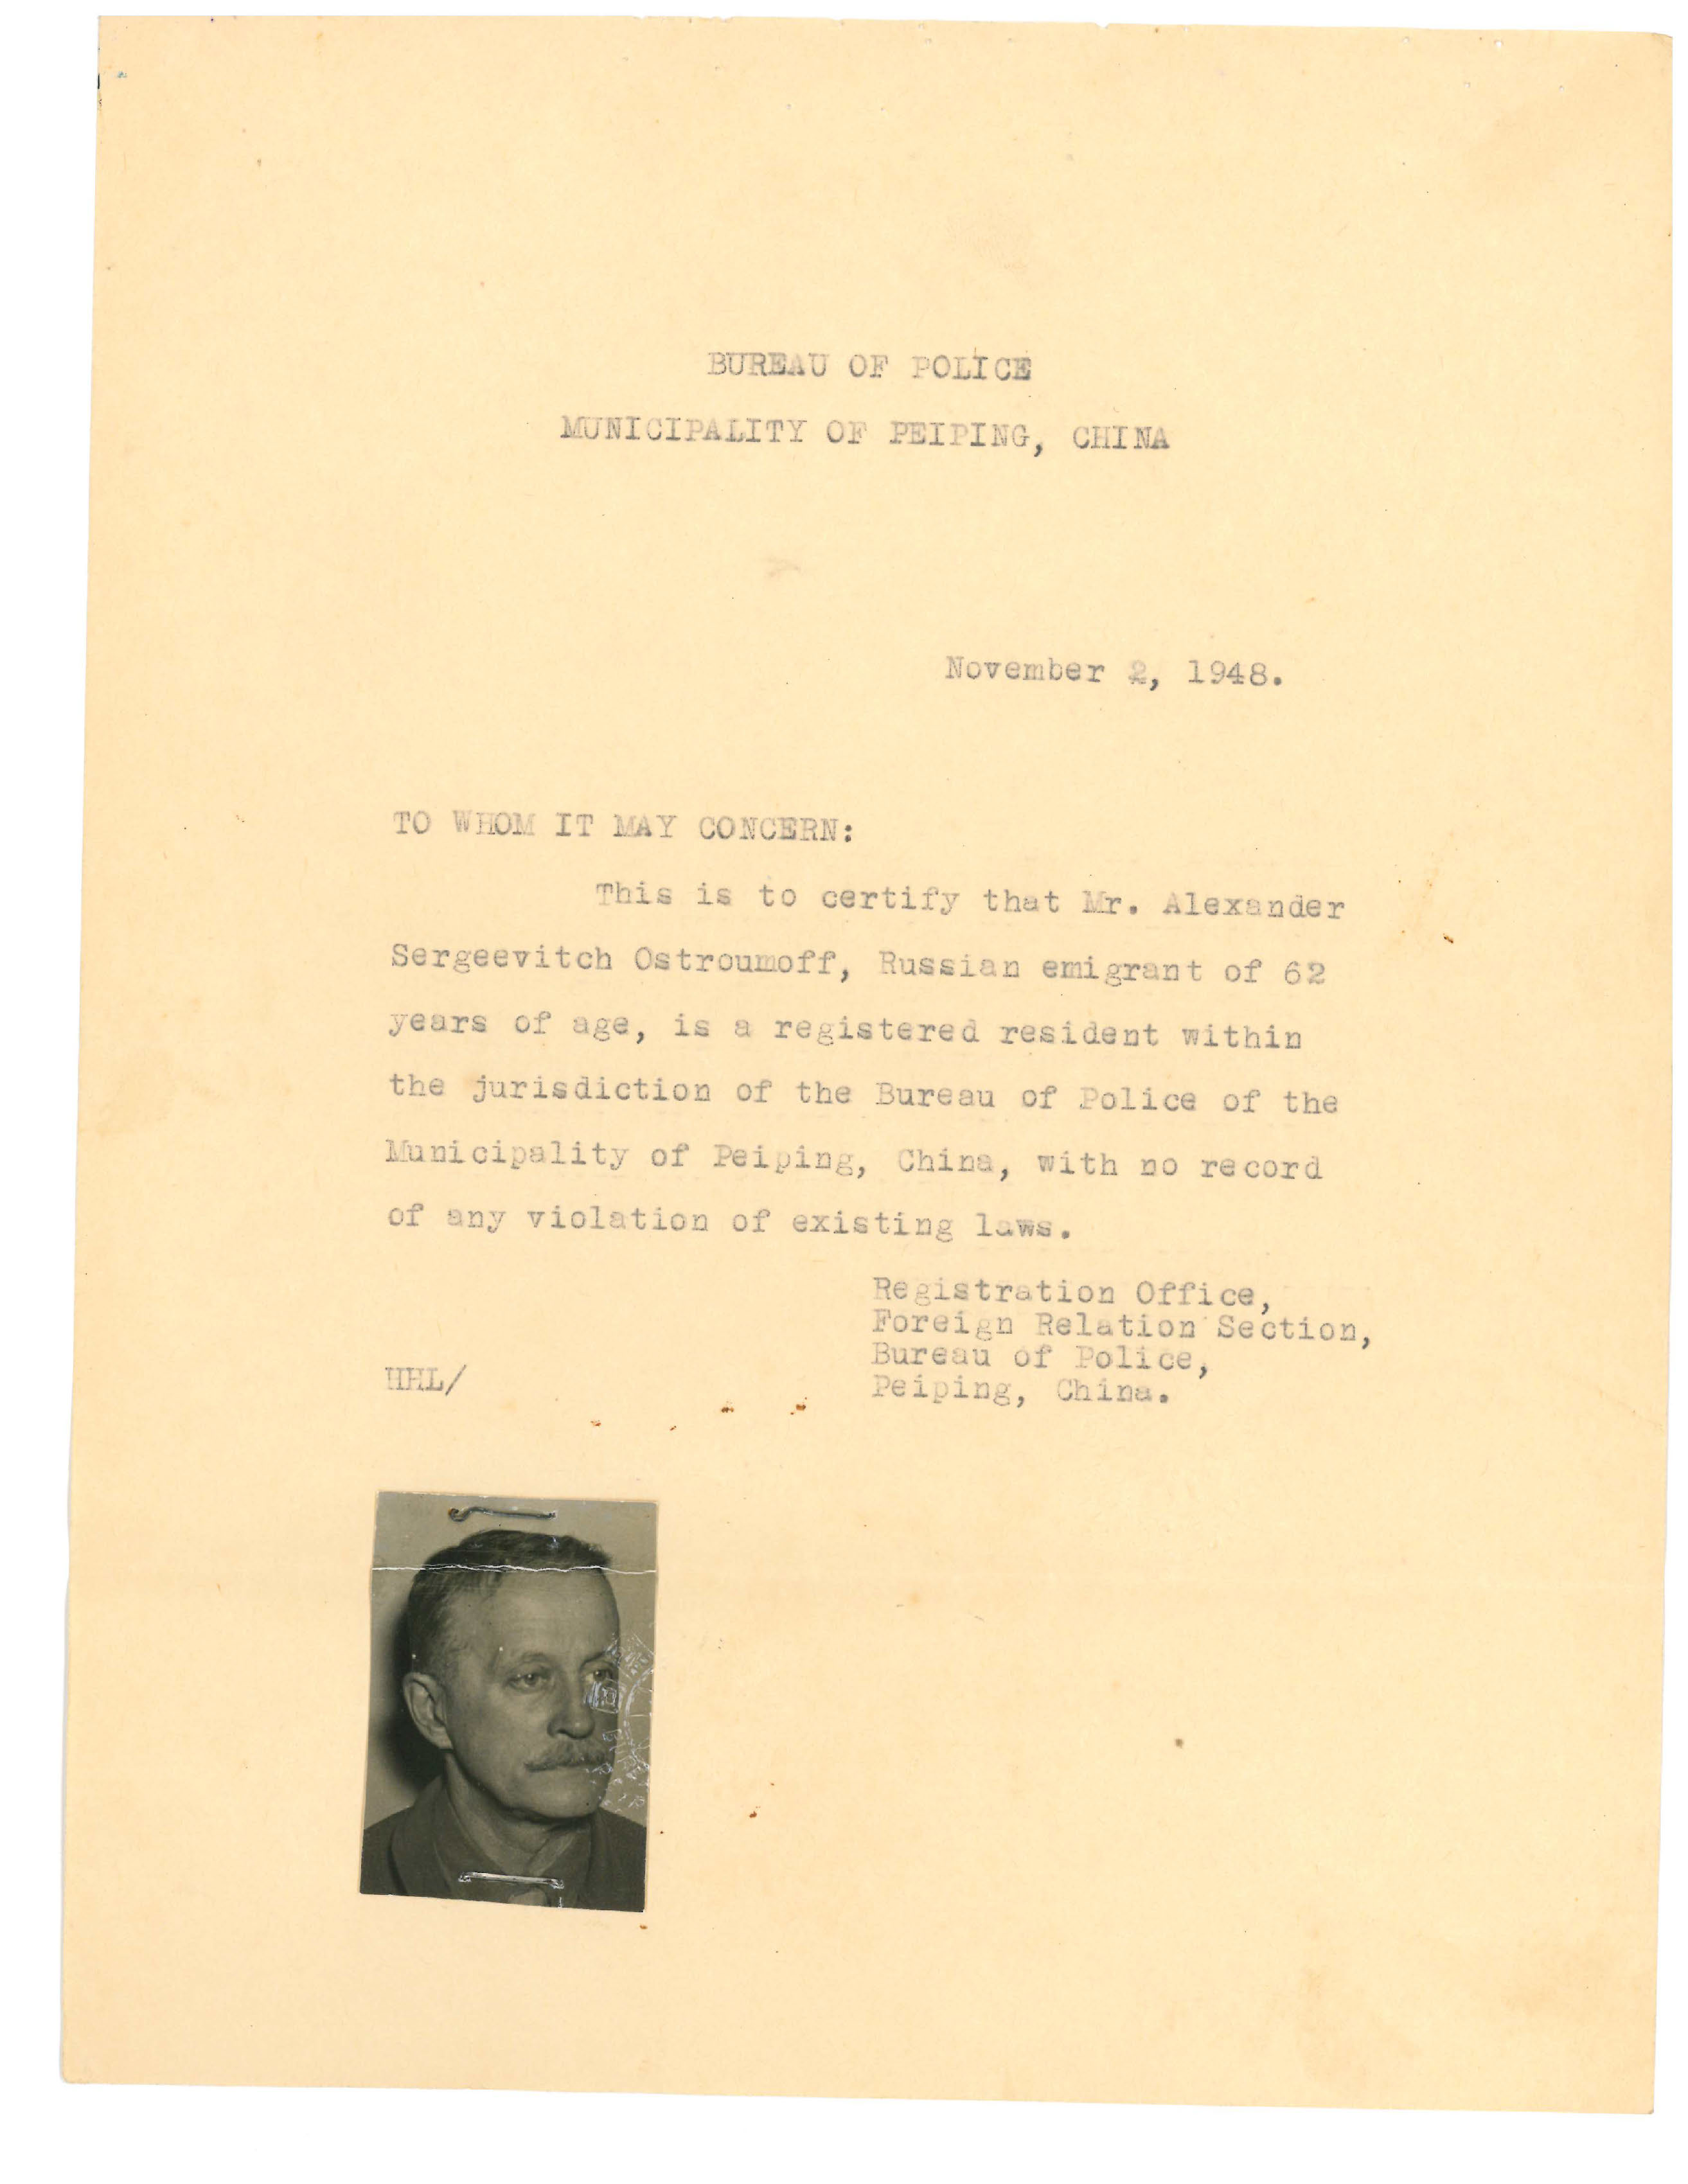 BUREAU OF POLICE
MUNICIPALITY OF PEIPING, CHINA
November 2, 1948.
TO WHOM IT MAY CONCERN:
This is to certify that Mr. Alexander
Sergeevitch Ostroumoff, Russian emigrant of 62
years of age, is a registered resident within
the jurisdiction of the Bureau of Police of the
Municipality of Peiping, China, with no record
of any violation of existing laws.
Registration Office,
Foreign Relation Section,
Bureau of Police,
HHL/
Peiping, China.